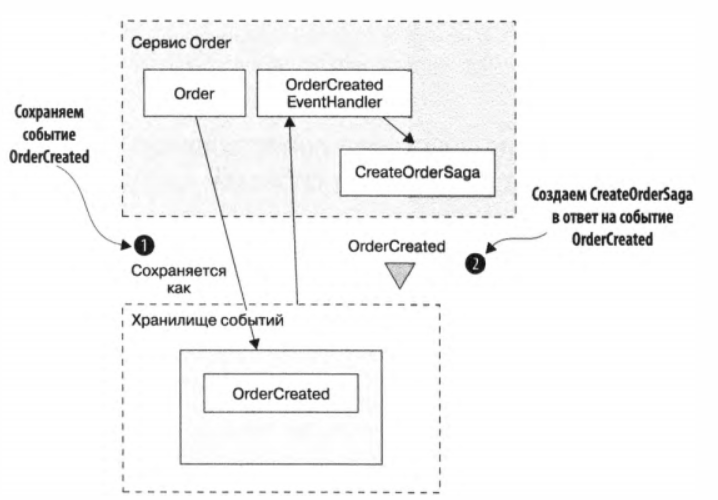 Сервис Order
Order
OrderCreated
EventHandler
CreateOrderSaga
Сохраняем
событие
OrderCreated
Создаем CreateOrderSaga
в ответ на событие
OrderCreated
1
Сохраняется
как
OrderCreated
2
Хранилище событий
OrderCreated